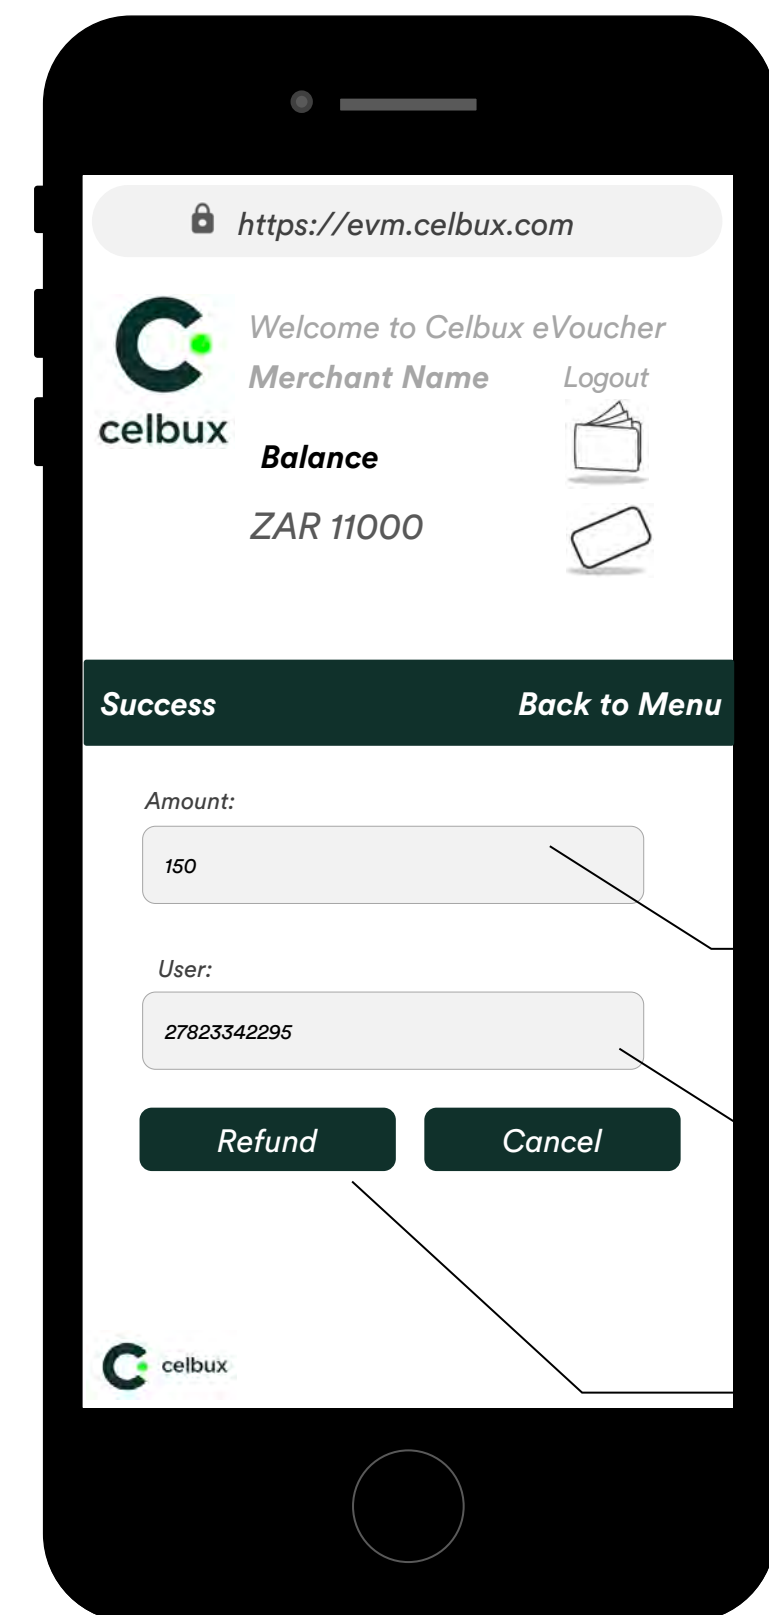 https://evm.celbux.com
Welcome to Celbux eVoucher
Merchant Name Logout
celbux
Balance
ZAR 11000
Success Back to Menu
Amount:
150
User:
27823342295
Refund Cancel
celbux